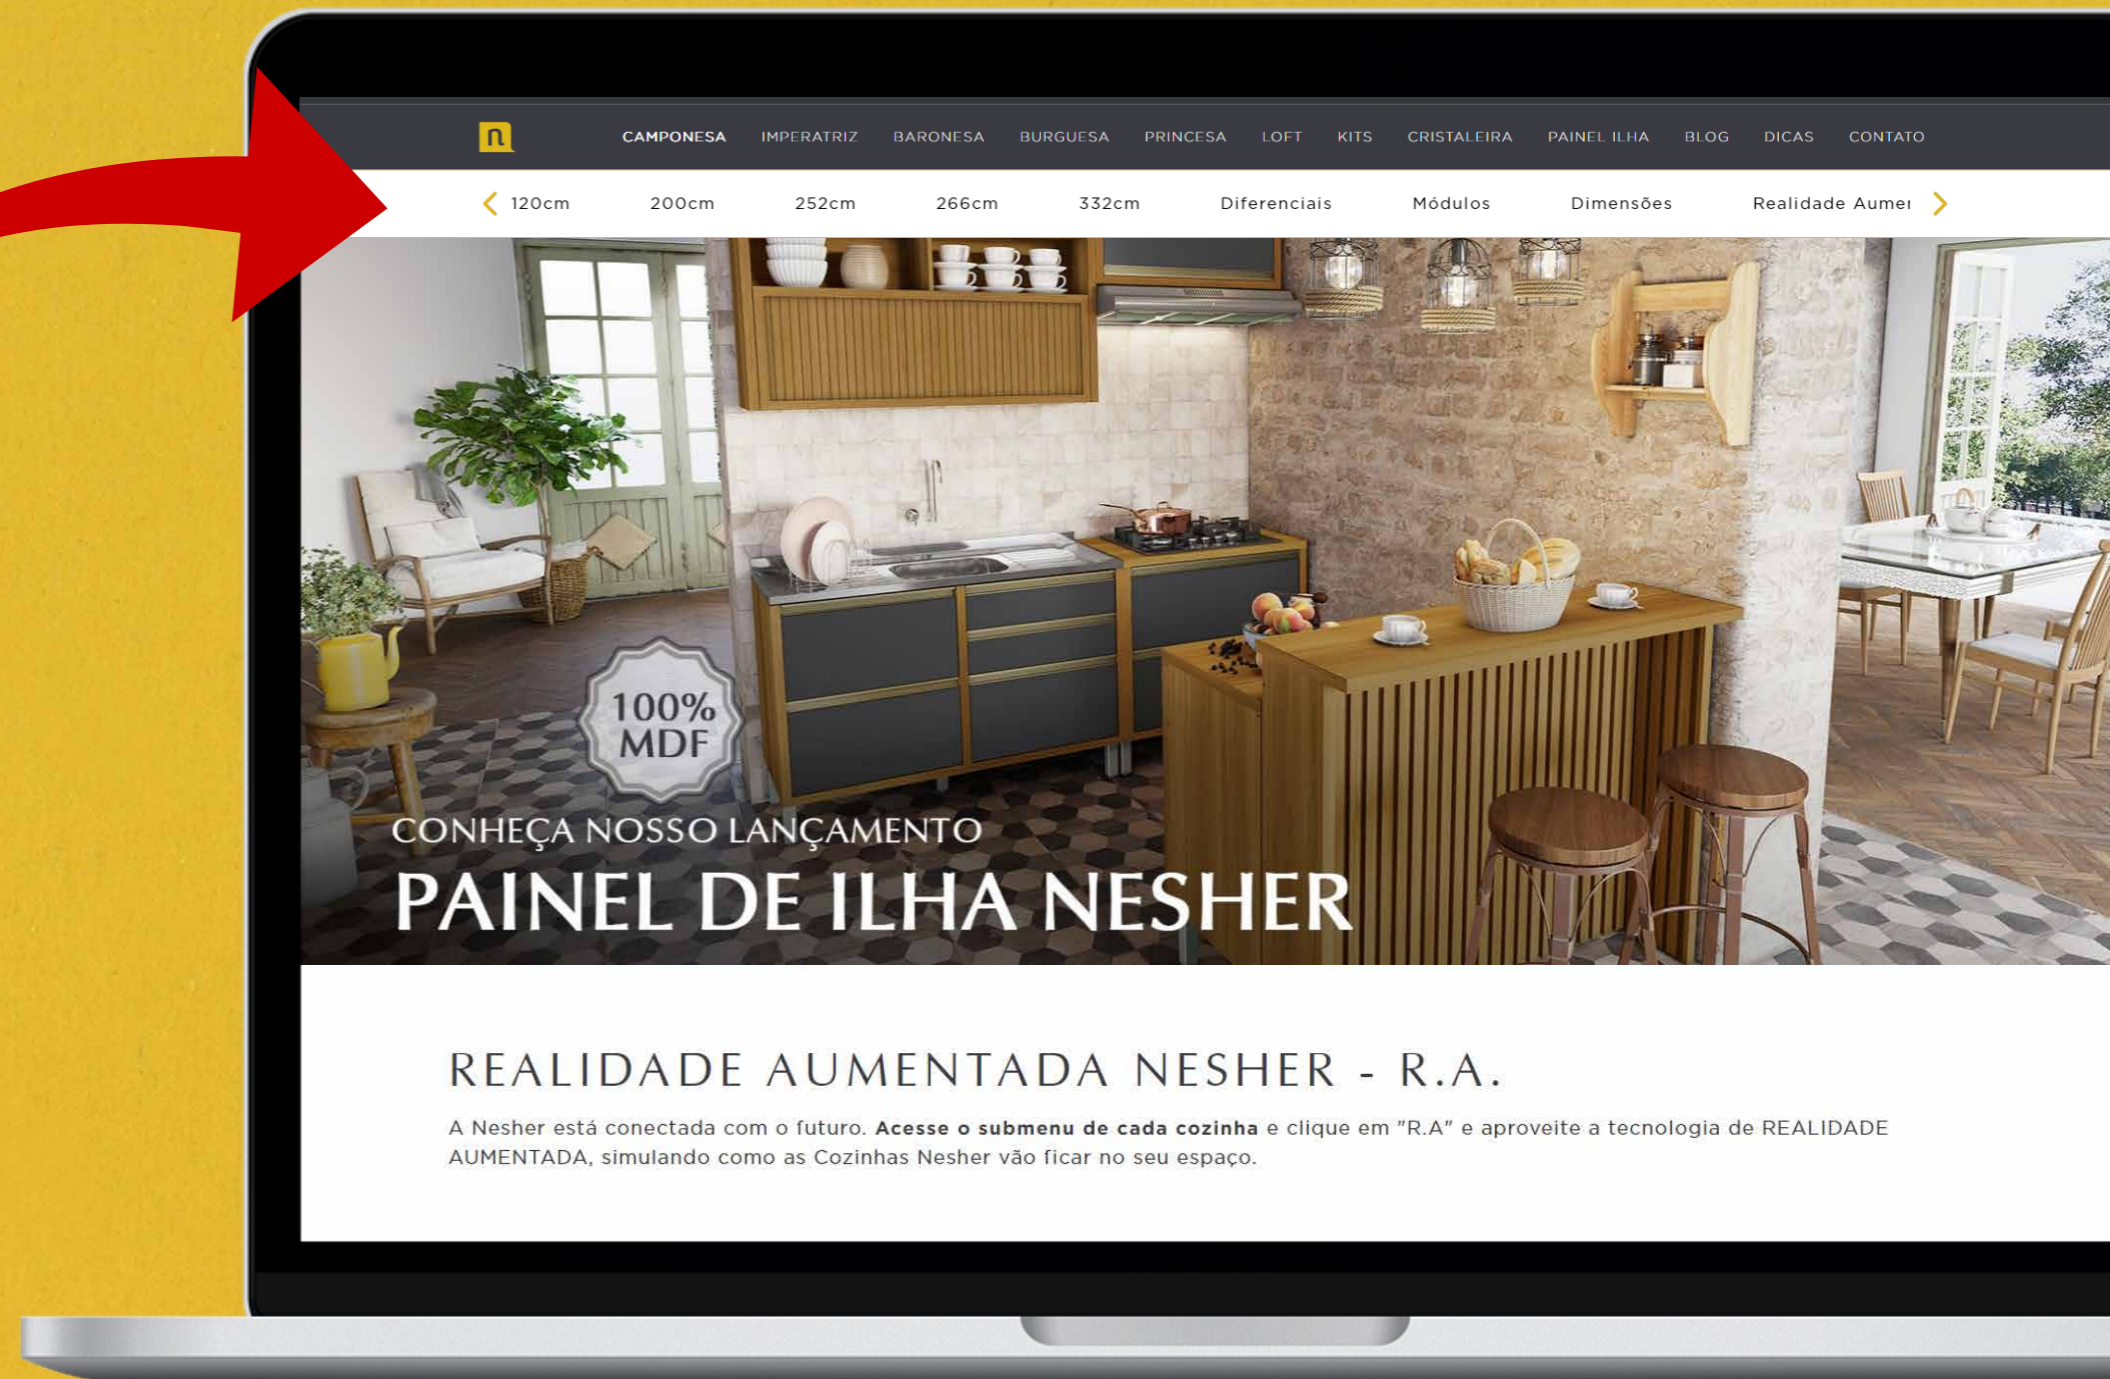 n CAMPONESA IMPERATRIZ BARONESA BURGUESA PRINCESA LOFT KITS CRISTALEIRA PAINEL ILHA BLOG DICAS CONTATO
120cm 200cm 252cm 266cm 332cm Diferenciais Módulos Dimensões Realidade Aumer
100%
MDF
CONHEÇA NOSSO LANÇAMENTO
PAINEL DE ILHA NESHER
REALIDADE AUMENTADA NESHER - R.A.
A Nesher está conectada com o futuro. Acesse o submenu de cada cozinha e clique em "R.A" e aproveite a tecnologia de REALIDADE
AUMENTADA, simulando como as Cozinhas Nesher vão ficar no seu espaço.